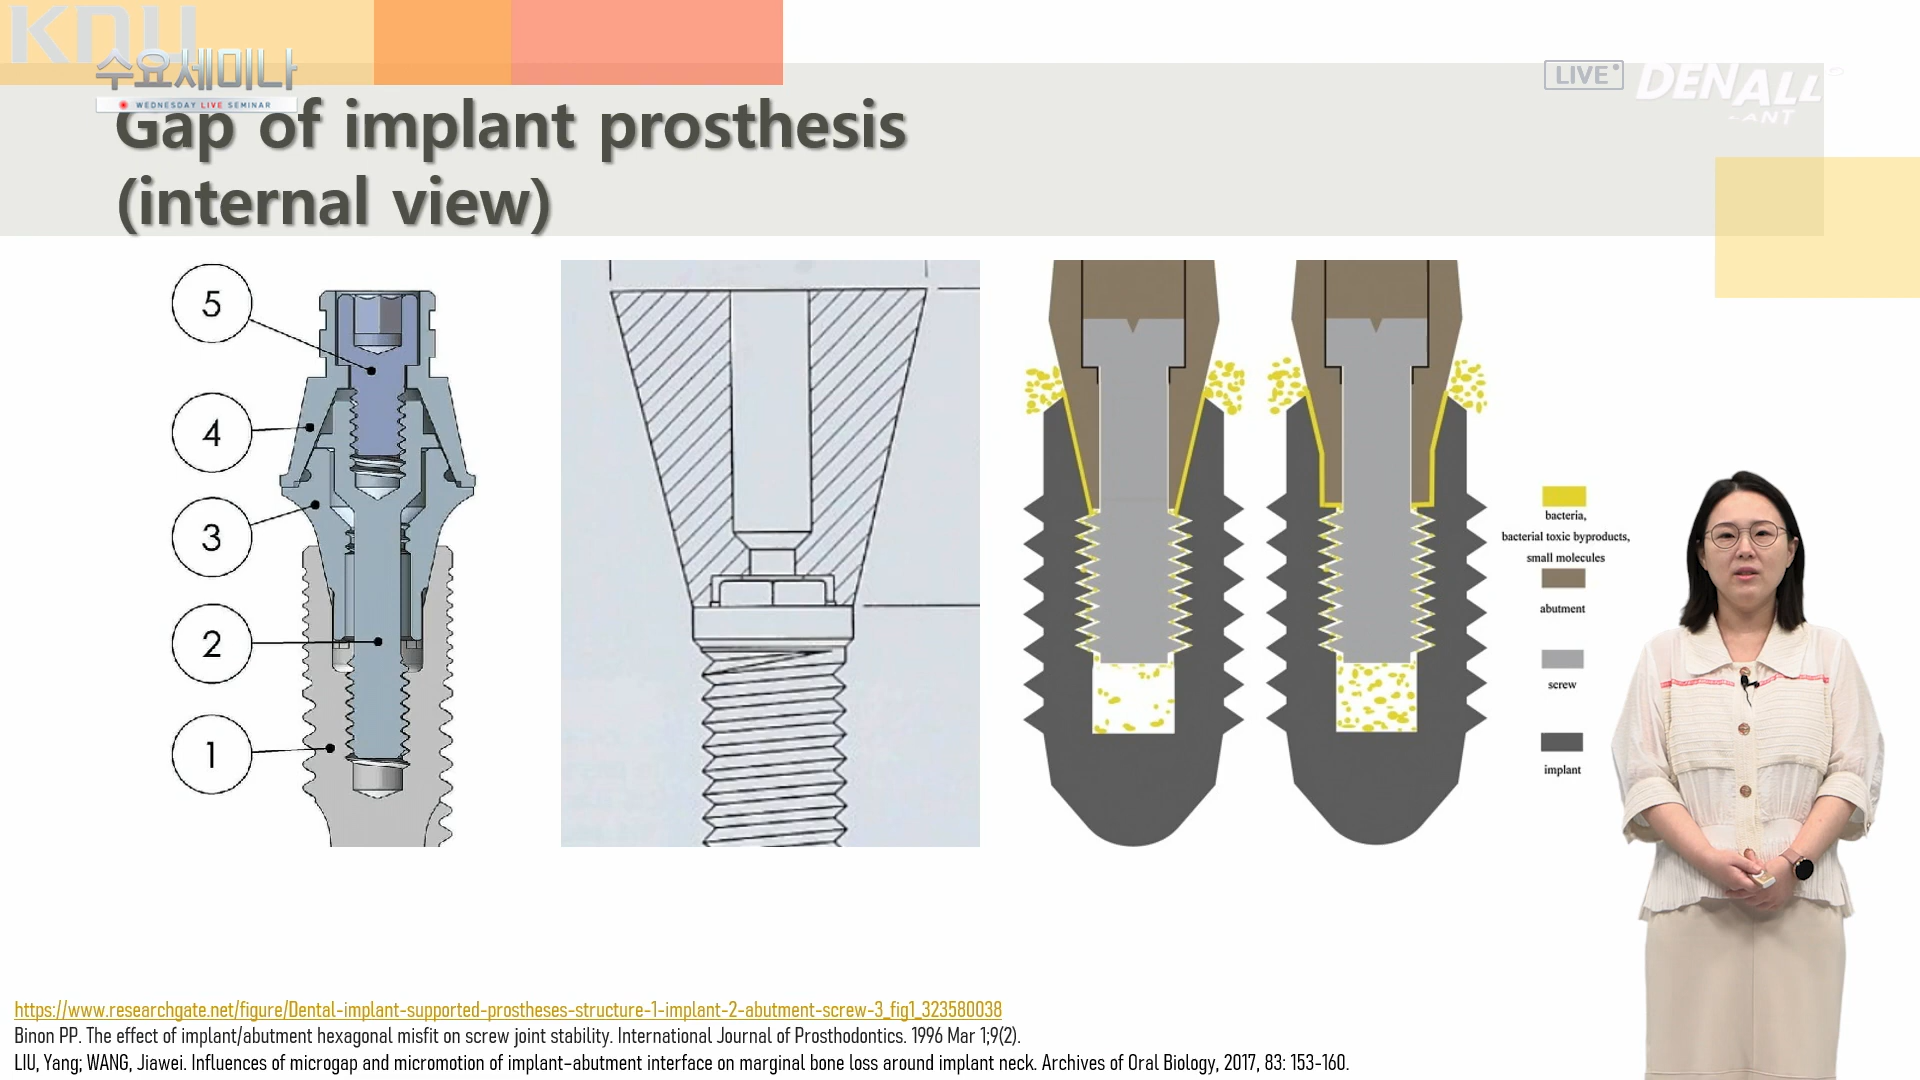 KNU
수요세미나
WEDNESDAY LIVE SEMINAR
LIVE
DENALL
Gap of implant prosthesis
(internal view)
5
4
3
2
1
bacteria,
bacterial toxic byproducts,
small molecules
abutment
screw
implant
https://www.researchgate.net/figure/Dental-implant-supported-prostheses-structure-1-implant-2-abutment-screw-3_fig1_323580038
Binon PP. The effect of implant/abutment hexagonal misfit on screw joint stability. International Journal of Prosthodontics. 1996 Mar 1;9(2).
LIU, Yang; WANG, Jiawei. Influences of microgap and micromotion of implant–abutment interface on marginal bone loss around implant neck. Archives of Oral Biology, 2017, 83: 153-160.